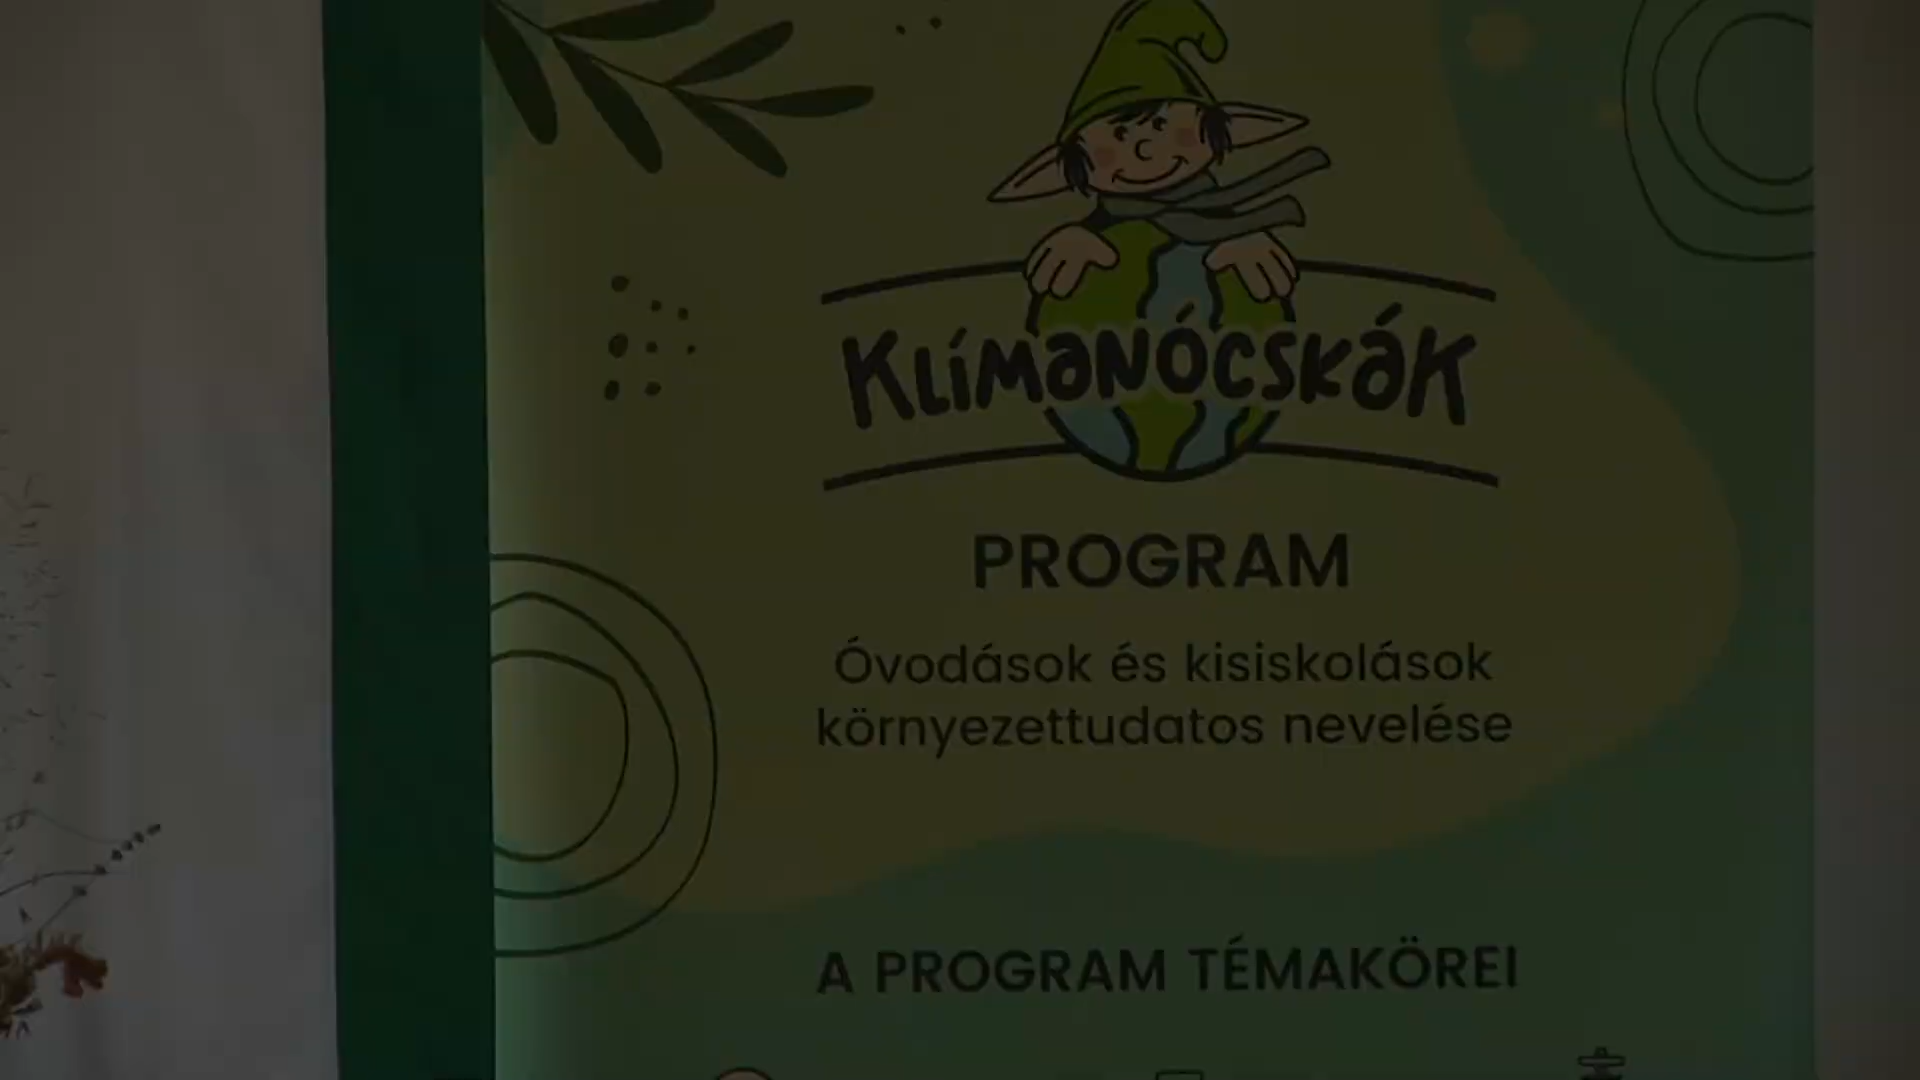 Klímanócskák
PROGRAM
Óvodások és kisiskolások
környezettudatos nevelése
A PROGRAM TÉMAKÖREI